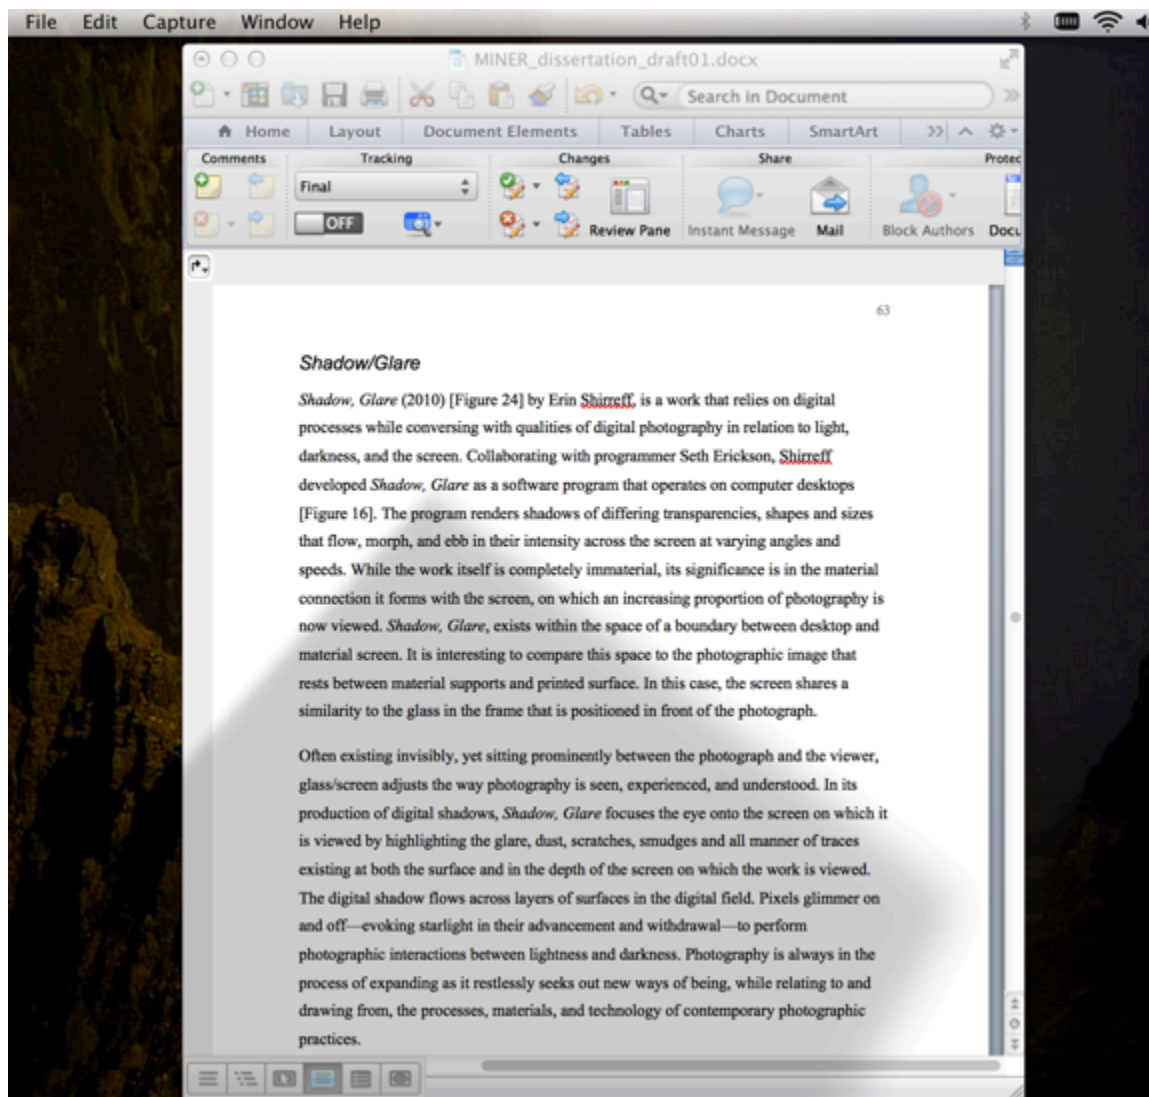 File Edit Capture Window Help
MINER_dissertation_draft01.docx
Search in Document
Home Layout Document Elements Tables Charts SmartArt
Comments Tracking Changes Share
Final
OFF
Review Pane Instant Message Mail Block Authors
63
Shadow/Glare
Shadow, Glare (2010) [Figure 24] by Erin Shirreff, is a work that relies on digital
processes while conversing with qualities of digital photography in relation to light,
darkness, and the screen. Collaborating with programmer Seth Erickson, Shirreff
developed Shadow, Glare as a software program that operates on computer desktops
[Figure 16]. The program renders shadows of differing transparencies, shapes and sizes
that flow, morph, and ebb in their intensity across the screen at varying angles and
speeds. While the work itself is completely immaterial, its significance is in the material
connection it forms with the screen, on which an increasing proportion of photography is
now viewed. Shadow, Glare, exists within the space of a boundary between desktop and
material screen. It is interesting to compare this space to the photographic image that
rests between material supports and printed surface. In this case, the screen shares a
similarity to the glass in the frame that is positioned in front of the photograph.
Often existing invisibly, yet sitting prominently between the photograph and the viewer,
glass/screen adjusts the way photography is seen, experienced, and understood. In its
production of digital shadows, Shadow, Glare focuses the eye onto the screen on which it
is viewed by highlighting the glare, dust, scratches, smudges and all manner of traces
existing at both the surface and in the depth of the screen on which the work is viewed.
The digital shadow flows across layers of surfaces in the digital field. Pixels glimmer on
and off—evoking starlight in their advancement and withdrawal—to perform
photographic interactions between lightness and darkness. Photography is always in the
process of expanding as it restlessly seeks out new ways of being, while relating to and
drawing from, the processes, materials, and technology of contemporary photographic
practices.